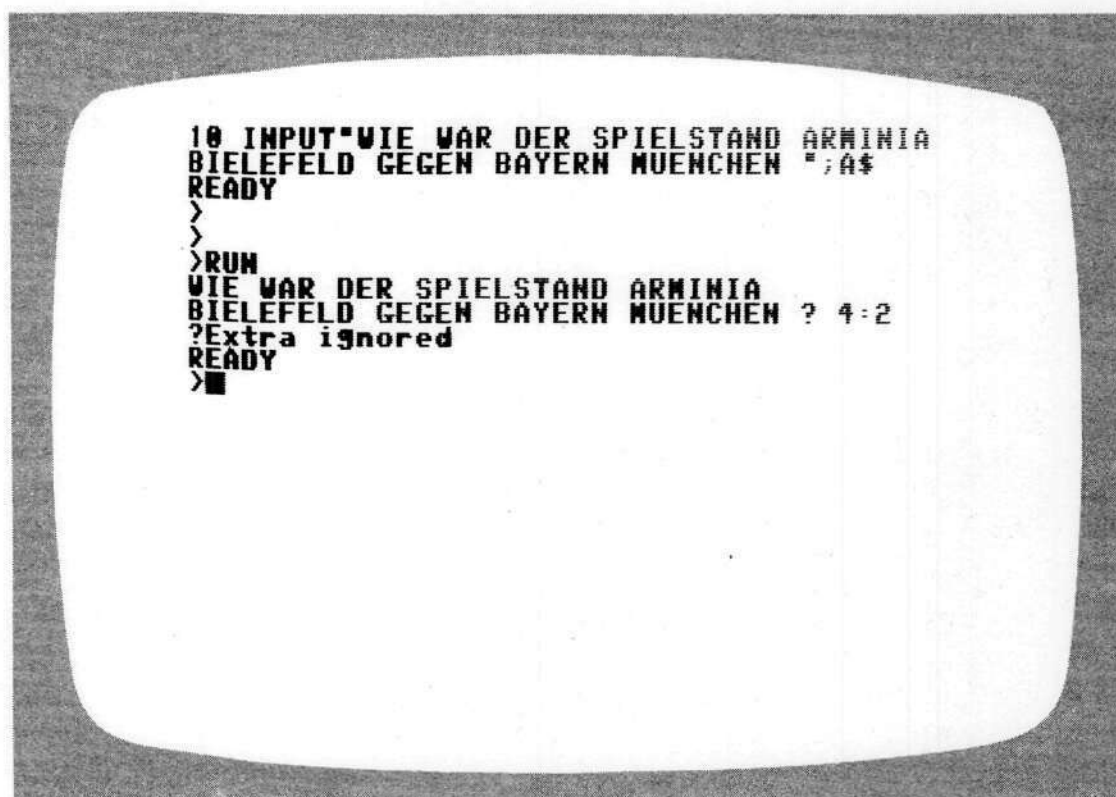 10 INPUT"WIE WAR DER SPIELSTAND ARMINIA
BIELEFELD GEGEN BAYERN MUENCHEN ";A$
READY
>
>
>RUN
WIE WAR DER SPIELSTAND ARMINIA
BIELEFELD GEGEN BAYERN MUENCHEN ? 4:2
?Extra ignored
READY
>